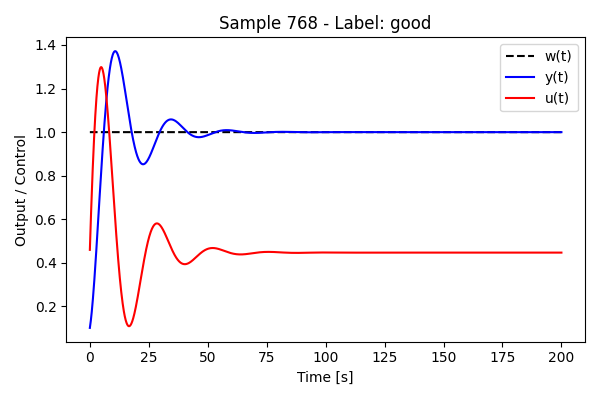 Sample 768 - Label: good
w(t)
y(t)
u(t)
Output / Control
1.4
1.2
1.0
0.8
0.6
0.4
0.2
0 25 50 75 100 125 150 175 200
Time [s]